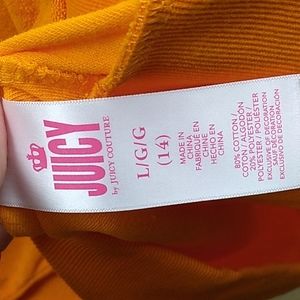 JUICY
by JUICY COUTURE
L/G/G
(14)
MADE IN
CHINA
FABRIQUÉ EN
CHINE
HECHO EN
CHINA
80% COTTON /
COTON / ALGODÓN
20% POLYESTER /
POLYESTER / POLIÉSTER
EXCLUSIVE OF DECORATION
SAUF DÉCORATION
EXCLUSIVO DE DECORACIÓN